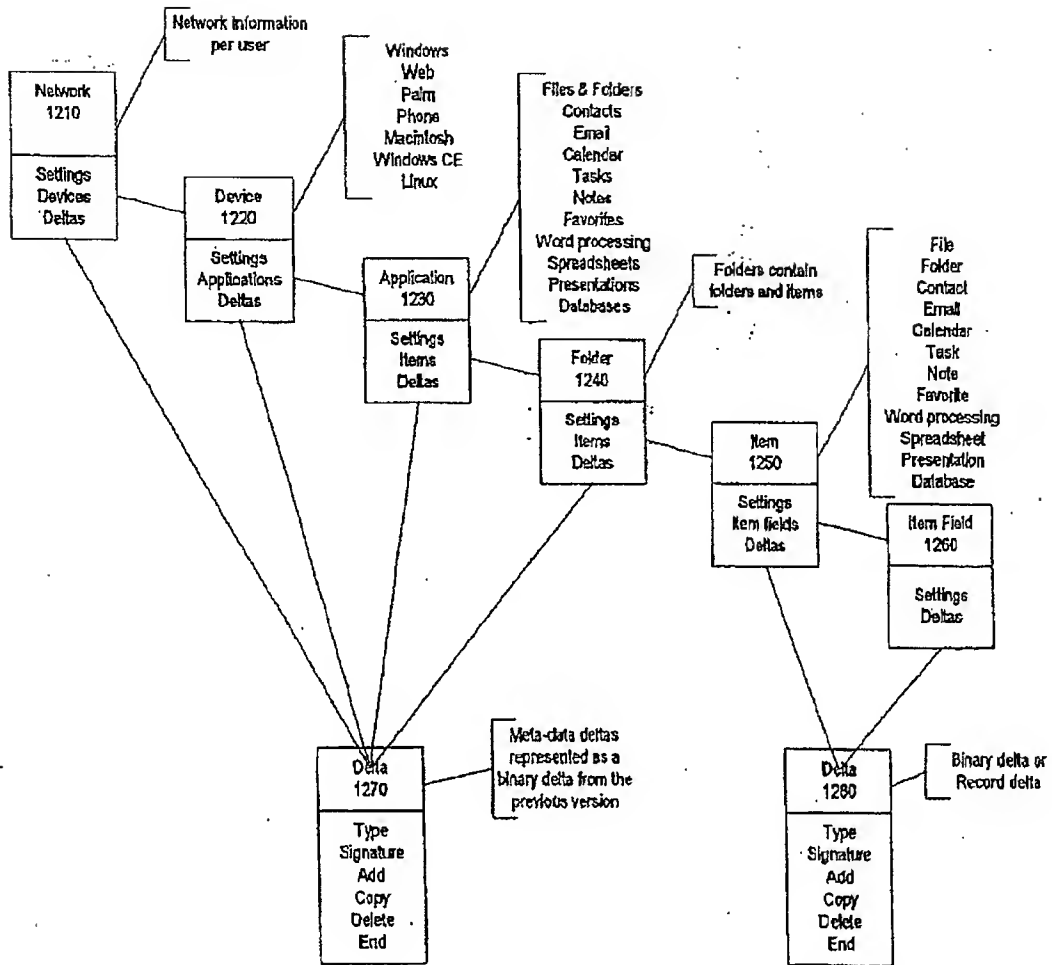 Network information
per user
Network
1210
Settings
Devices
Deltas
Windows
Web
Palm
Phone
Macintosh
Windows CE
Linux
Device
1220
Settings
Applications
Deltas
Files & Folders
Contacts
Email
Calendar
Tasks
Notes
Favorites
Word processing
Spreadsheets
Presentations
Databases
Application
1230
Settings
Items
Deltas
Folders contain
folders and items
Folder
1240
Settings
Items
Deltas
File
Folder
Contact
Email
Calendar
Task
Note
Favorite
Word processing
Spreadsheet
Presentation
Database
Item
1250
Settings
Item fields
Deltas
Item Field
1260
Settings
Deltas
Delta
1270
Type
Signature
Add
Copy
Delete
End
Meta-data deltas
represented as a
binary delta from the
previous version
Delta
1280
Type
Signature
Add
Copy
Delete
End
Binary delta or
Record delta